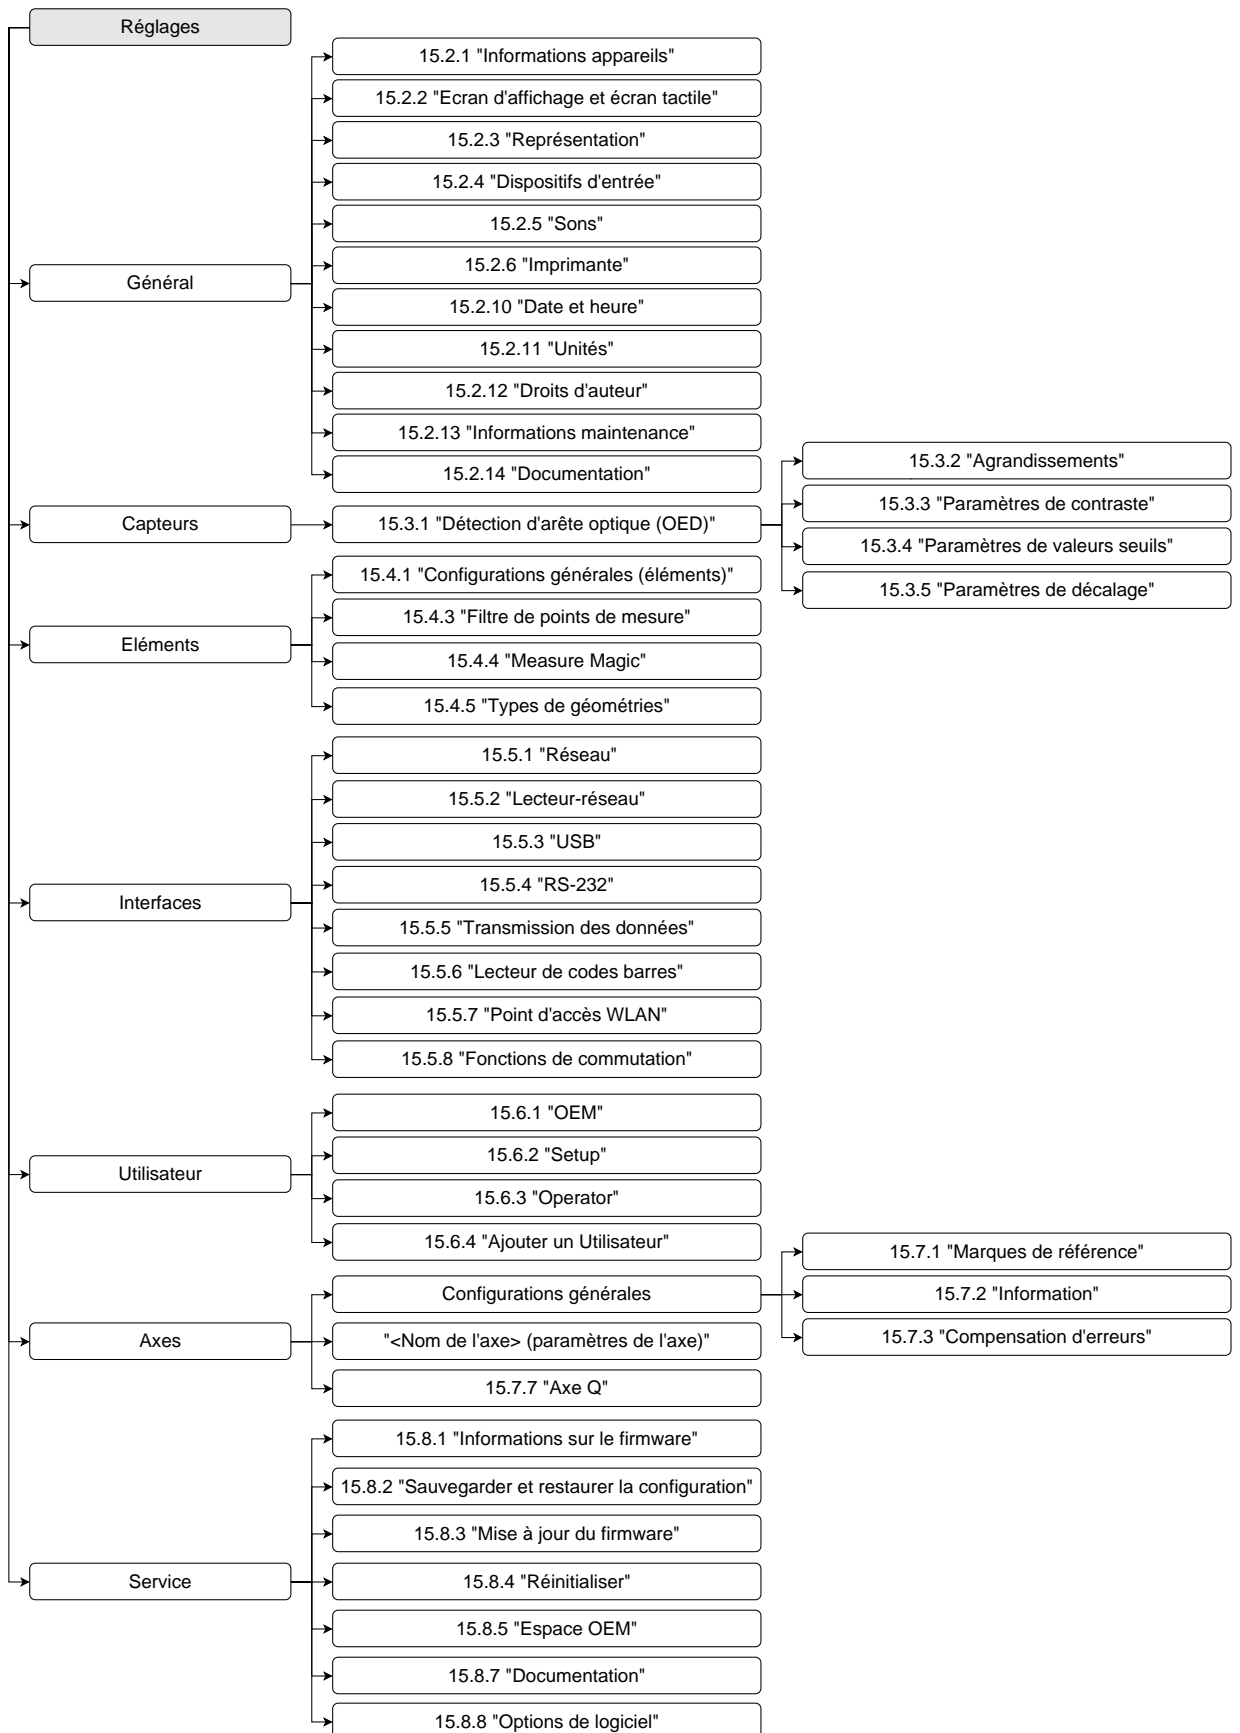 Réglages
15.2.1 "Informations appareils"
15.2.2 "Ecran d'affichage et écran tactile"
15.2.3 "Représentation"
15.2.4 "Dispositifs d'entrée"
15.2.5 "Sons"
15.2.6 "Imprimante"
Général
15.2.10 "Date et heure"
15.2.11 "Unités"
15.2.12 "Droits d'auteur"
15.2.13 "Informations maintenance"
15.2.14 "Documentation"
Capteurs
15.3.1 "Détection d'arête optique (OED)"
15.3.2 "Agrandissements"
15.3.3 "Paramètres de contraste"
15.3.4 "Paramètres de valeurs seuils"
15.3.5 "Paramètres de décalage"
15.4.1 "Configurations générales (éléments)"
15.4.3 "Filtre de points de mesure"
Eléments
15.4.4 "Measure Magic"
15.4.5 "Types de géométries"
15.5.1 "Réseau"
15.5.2 "Lecteur-réseau"
15.5.3 "USB"
15.5.4 "RS-232"
Interfaces
15.5.5 "Transmission des données"
15.5.6 "Lecteur de codes barres"
15.5.7 "Point d'accès WLAN"
15.5.8 "Fonctions de commutation"
15.6.1 "OEM"
15.6.2 "Setup"
Utilisateur
15.6.3 "Operator"
15.6.4 "Ajouter un Utilisateur"
Configurations générales
15.7.1 "Marques de référence"
15.7.2 "Information"
15.7.3 "Compensation d'erreurs"
Axes
"<Nom de l'axe> (paramètres de l'axe)"
15.7.7 "Axe Q"
15.8.1 "Informations sur le firmware"
15.8.2 "Sauvegarder et restaurer la configuration"
15.8.3 "Mise à jour du firmware"
Service
15.8.4 "Réinitialiser"
15.8.5 "Espace OEM"
15.8.7 "Documentation"
15.8.8 "Options de logiciel"